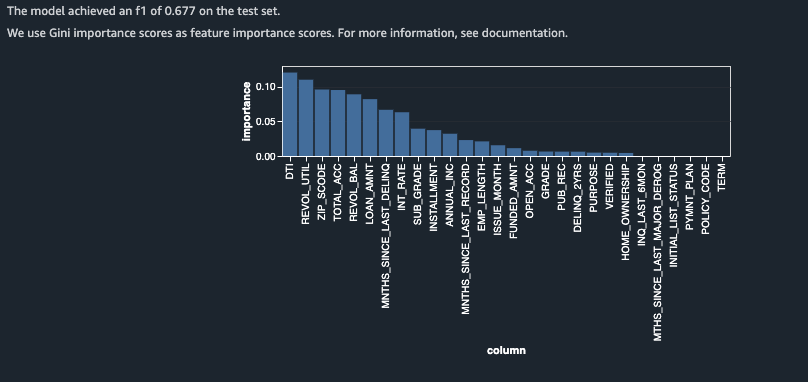 The model achieved an f1 of 0.677 on the test set.
We use Gini importance scores as feature importance scores. For more information, see documentation.
importance
0.10
0.05
0.00
DTI
REVOL_UTIL
ZIP_SCODE
TOTAL_ACC
REVOL_BAL
LOAN_AMNT
MNTHS_SINCE_LAST_DELINQ
INT_RATE
SUB_GRADE
INSTALLMENT
ANNUAL_INC
MNTHS_SINCE_LAST_RECORD
EMP_LENGTH
ISSUE_MONTH
FUNDED_AMNT
OPEN_ACC
GRADE
PUB_REC
DELINQ_2YRS
PURPOSE
VERIFIED
HOME_OWNERSHIP
INQ_LAST_6MON
MTHS_SINCE_LAST_MAJOR_DEROG
INITIAL_LIST_STATUS
PYMNT_PLAN
POLICY_CODE
TERM
column